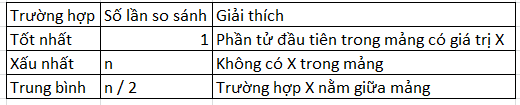 Trường hợp Số lần so sánh Giải thích
Tốt nhất 1 Phần tử đầu tiên trong mảng có giá trị X
Xấu nhất n Không có X trong mảng
Trung bình n / 2 Trường hợp X nằm giữa mảng